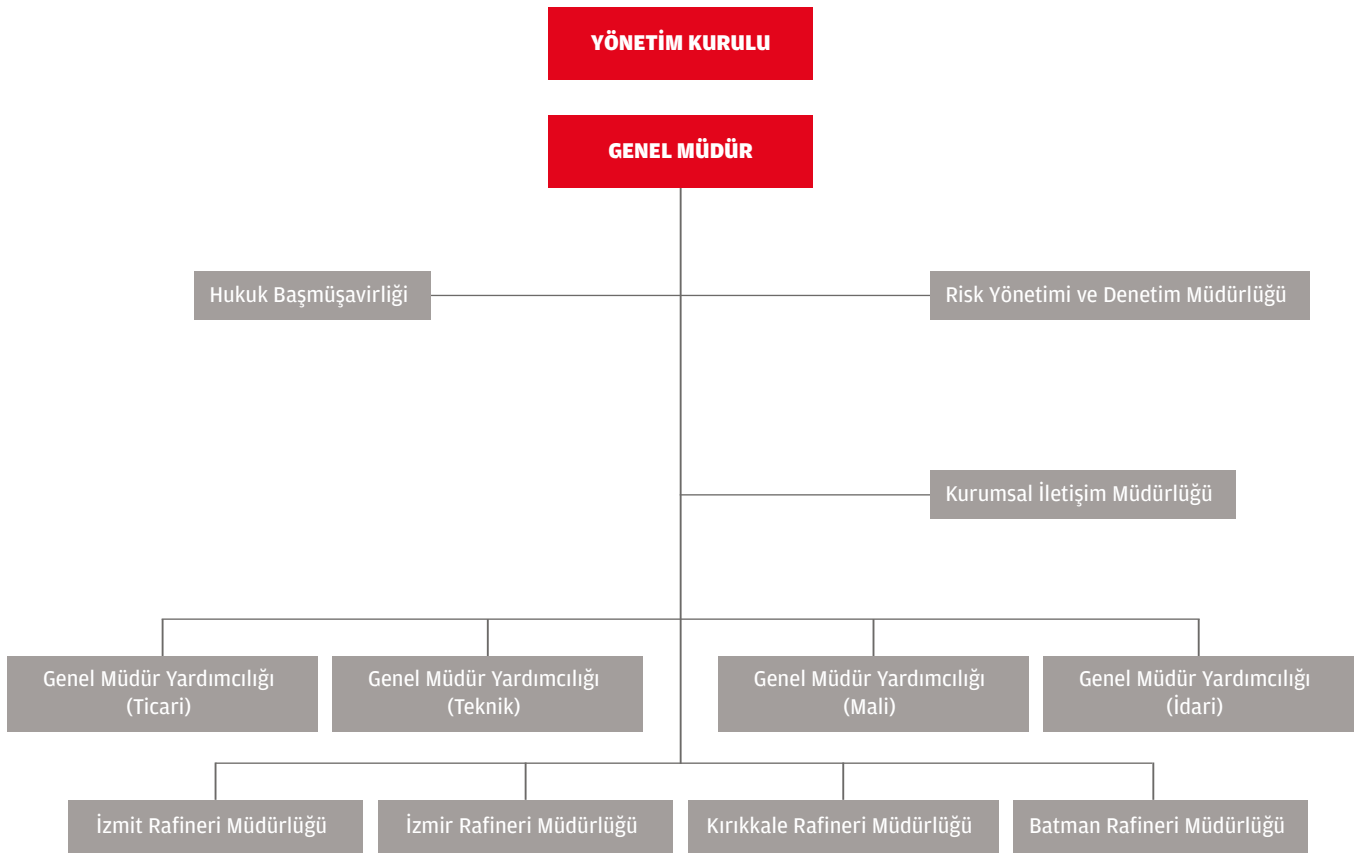 YÖNETİM KURULU
GENEL MÜDÜR
Hukuk Başmüşavirliği
Risk Yönetimi ve Denetim Müdürlüğü
Kurumsal İletişim Müdürlüğü
Genel Müdür Yardımcılığı
(Ticari)
Genel Müdür Yardımcılığı
(Teknik)
Genel Müdür Yardımcılığı
(Mali)
Genel Müdür Yardımcılığı
(İdari)
İzmit Rafineri Müdürlüğü
İzmir Rafineri Müdürlüğü
Kırıkkale Rafineri Müdürlüğü
Batman Rafineri Müdürlüğü